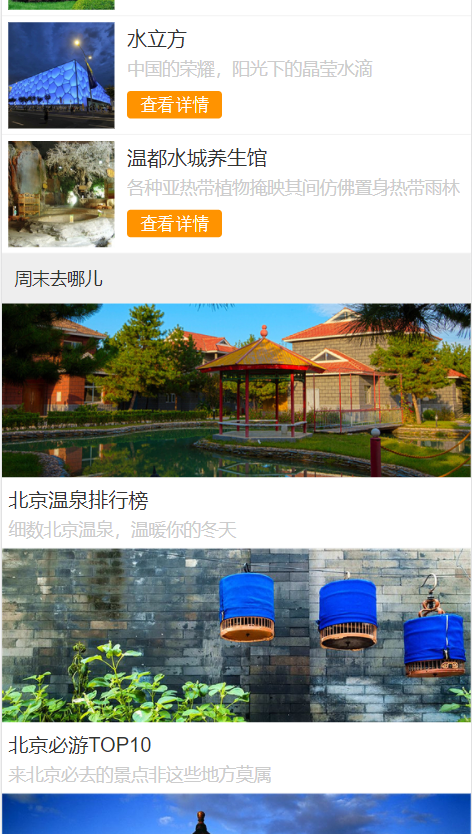 水立方
中国的荣耀，阳光下的晶莹水滴
查看详情
温都水城养生馆
各种亚热带植物掩映其间仿佛置身热带雨林
查看详情
周末去哪儿
北京温泉排行榜
细数北京温泉，温暖你的冬天
北京必游TOP10
来北京必去的景点非这些地方莫属